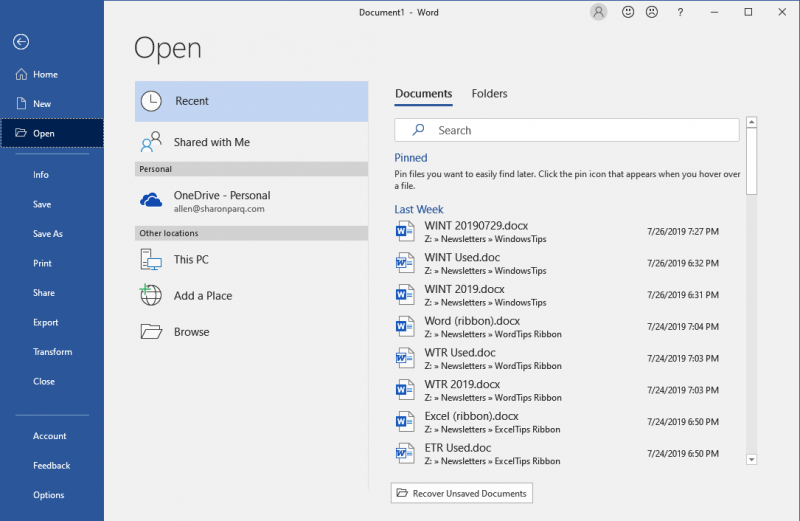 Document1 - Word
?
Open
Home
New
Open
Info
Save
Save As
Print
Share
Export
Transform
Close
Account
Feedback
Options
Recent
Shared with Me
Personal
OneDrive - Personal
allen@sharonparq.com
Other locations
This PC
Add a Place
Browse
Documents Folders
Search
Pinned
Pin files you want to easily find later. Click the pin icon that appears when you hover over
a file.
Last Week
WINT 20190729.docx
Z: » Newsletters » WindowsTips
7/26/2019 7:27 PM
WINT Used.doc
Z: » Newsletters » WindowsTips
7/26/2019 6:32 PM
WINT 2019.docx
Z: » Newsletters » WindowsTips
7/26/2019 6:31 PM
Word (ribbon).docx
Z: » Newsletters » WordTips Ribbon
7/24/2019 7:04 PM
WTR Used.doc
Z: » Newsletters » WordTips Ribbon
7/24/2019 7:03 PM
WTR 2019.docx
Z: » Newsletters » WordTips Ribbon
7/24/2019 7:03 PM
Excel (ribbon).docx
Z: » Newsletters » ExcelTips Ribbon
7/24/2019 6:50 PM
ETR Used.doc
Z: » Newsletters » ExcelTips Ribbon
7/24/2019 6:50 PM
Recover Unsaved Documents